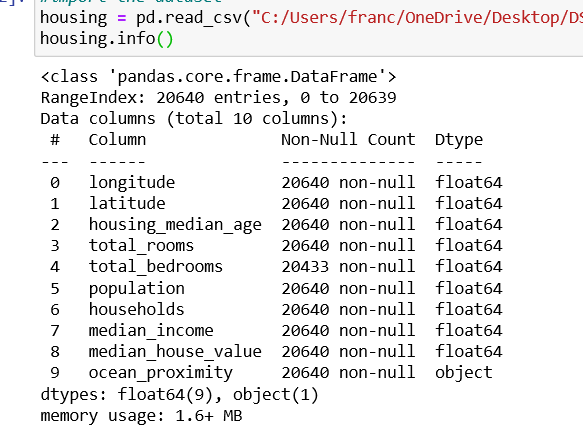 #import the dataset
housing = pd.read_csv("C:/Users/franc/OneDrive/Desktop/DS
housing.info()
<class 'pandas.core.frame.DataFrame'>
RangeIndex: 20640 entries, 0 to 20639
Data columns (total 10 columns):
 #   Column              Non-Null Count  Dtype
---  ------              --------------  -----
 0   longitude           20640 non-null  float64
 1   latitude            20640 non-null  float64
 2   housing_median_age  20640 non-null  float64
 3   total_rooms         20640 non-null  float64
 4   total_bedrooms      20433 non-null  float64
 5   population          20640 non-null  float64
 6   households          20640 non-null  float64
 7   median_income       20640 non-null  float64
 8   median_house_value  20640 non-null  float64
 9   ocean_proximity     20640 non-null  object
dtypes: float64(9), object(1)
memory usage: 1.6+ MB